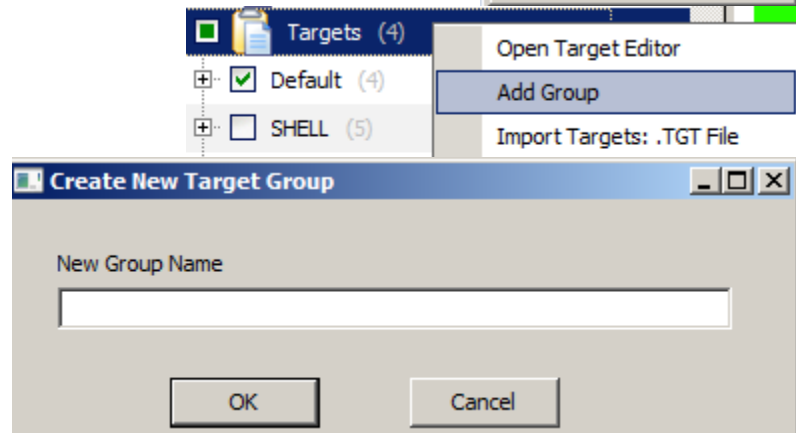 Targets (4)
Open Target Editor
Default (4)
Add Group
SHELL (5)
Import Targets: .TGT File
Create New Target Group
New Group Name
OK
Cancel